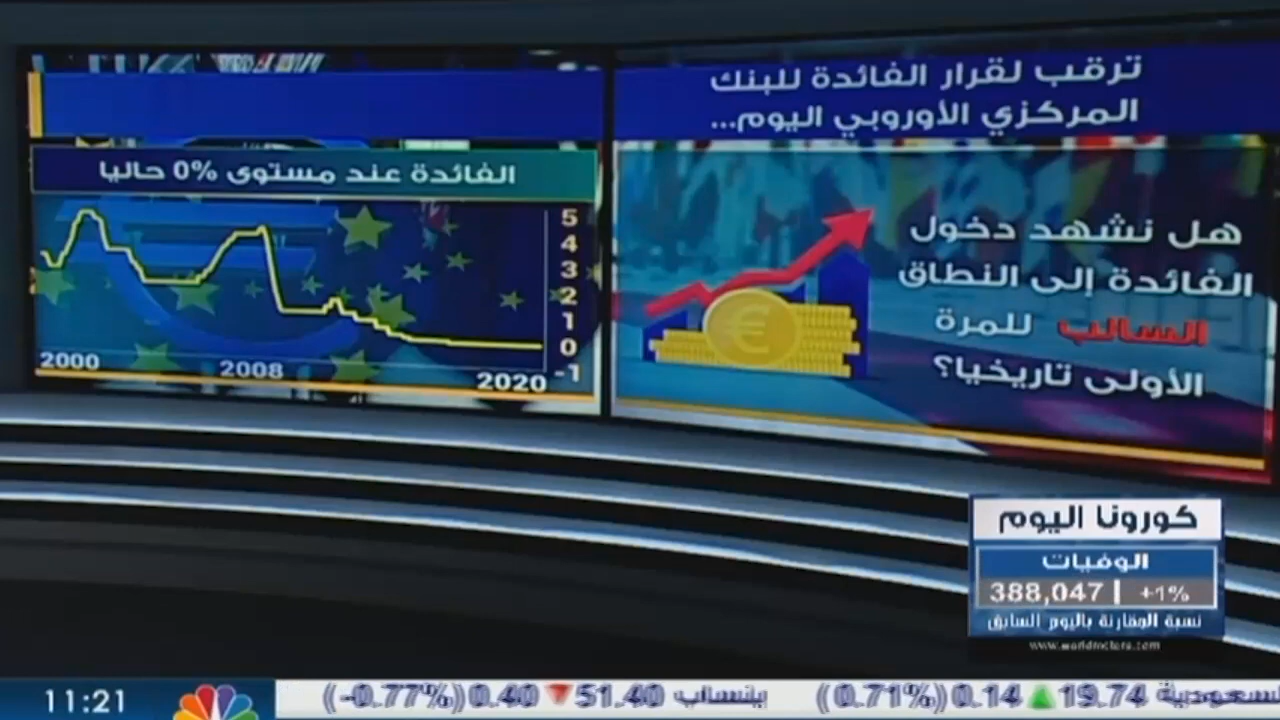 ترقب لقرار الفائدة للبنك
المركزي الأوروبي اليوم...
هل نشهد دخول
الفائدة إلى النطاق
السالب للمرة
الأولى تاريخيا؟
الفائدة عند مستوى 0% حاليا
5
4
3
2
1
0
-1
2000
2008
2020
كورونا اليوم
الوفيات
388,047 +1%
نسبة المقارنة باليوم السابق
11:21
(-0.77%) 0.40 ▼ 51.40 ينساب (0.71%) 0.14 ▲ 19.74